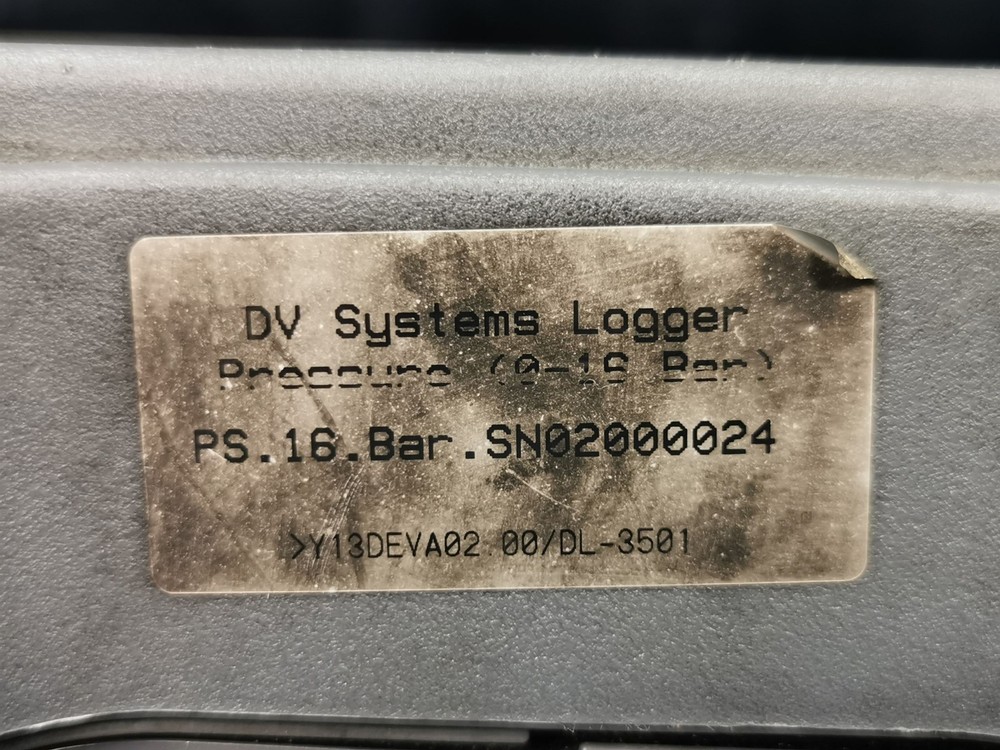 DV Systems Logger
Pressure (0-16 Bar)
PS.16.Bar.SN02000024
>Y13DEVA02.00/DL-3501